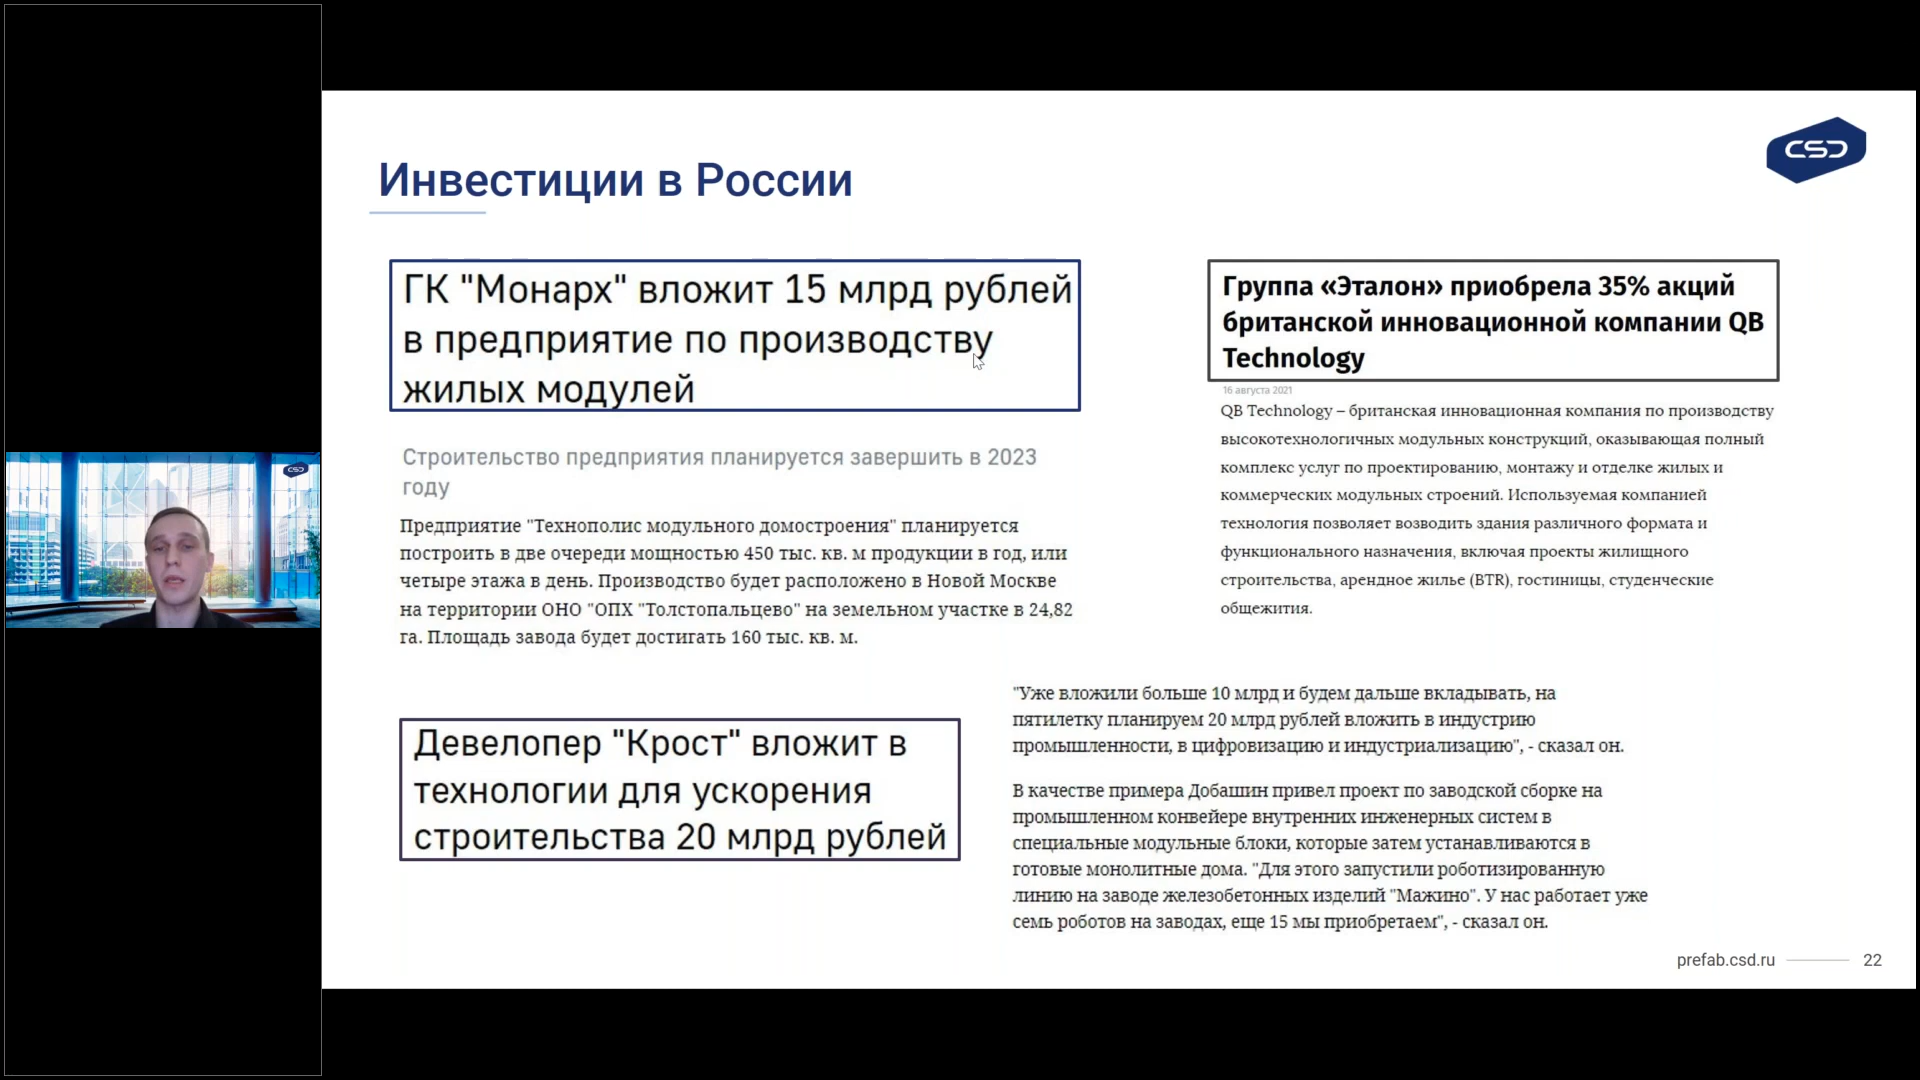 Инвестиции в России
CSD
ГК "Монарх" вложит 15 млрд рублей
в предприятие по производству
жилых модулей
Строительство предприятия планируется завершить в 2023
году
Предприятие "Технополис модульного домостроения" планируется
построить в две очереди мощностью 450 тыс. кв. м продукции в год, или
четыре этажа в день. Производство будет расположено в Новой Москве
на территории ОНО "ОПХ "Толстопальцево" на земельном участке в 24,82
га. Площадь завода будет достигать 160 тыс. кв. м.
Группа «Эталон» приобрела 35% акций
британской инновационной компании QB
Technology
16 августа 2021
QB Technology – британская инновационная компания по производству
высокотехнологичных модульных конструкций, оказывающая полный
комплекс услуг по проектированию, монтажу и отделке жилых и
коммерческих модульных строений. Используемая компанией
технология позволяет возводить здания различного формата и
функционального назначения, включая проекты жилищного
строительства, арендное жилье (BTR), гостиницы, студенческие
общежития.
Девелопер "Крост" вложит в
технологии для ускорения
строительства 20 млрд рублей
"Уже вложили больше 10 млрд и будем дальше вкладывать, на
пятилетку планируем 20 млрд рублей вложить в индустрию
промышленности, в цифровизацию и индустриализацию", - сказал он.
В качестве примера Добашин привел проект по заводской сборке на
промышленном конвейере внутренних инженерных систем в
специальные модульные блоки, которые затем устанавливаются в
готовые монолитные дома. "Для этого запустили роботизированную
линию на заводе железобетонных изделий "Мажино". У нас работает уже
семь роботов на заводах, еще 15 мы приобретаем", - сказал он.
prefab.csd.ru
22
CSD